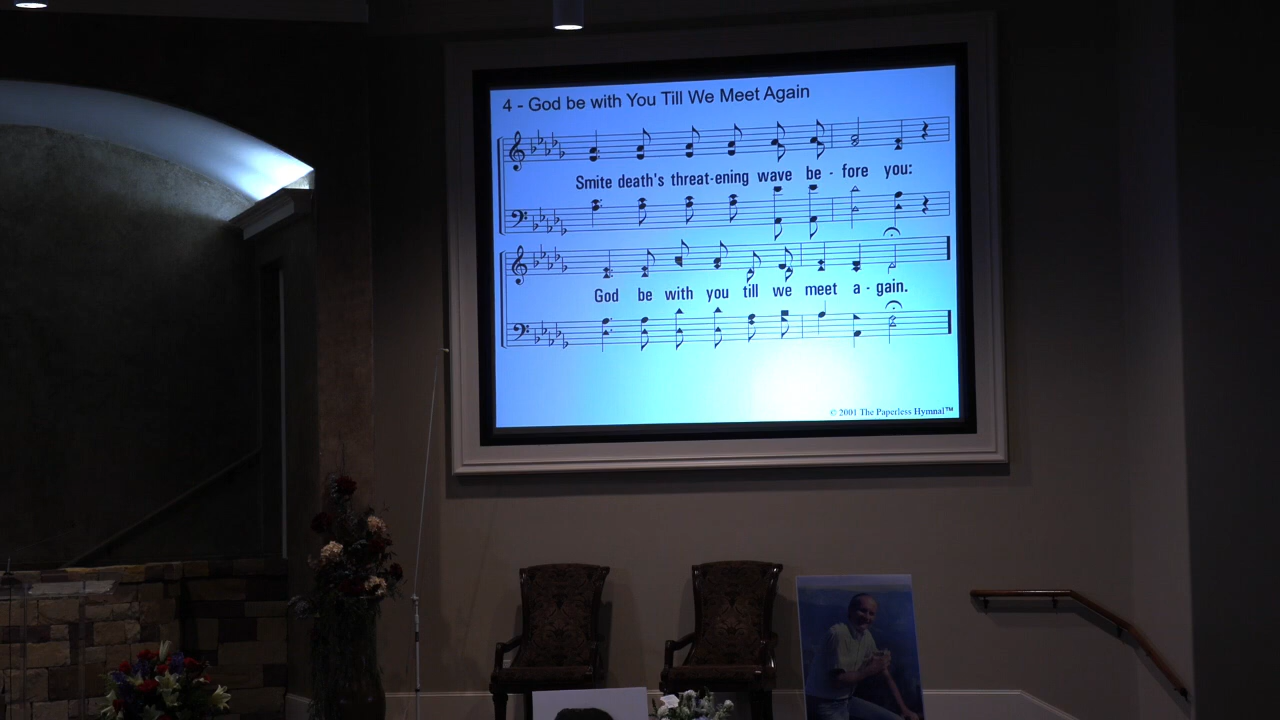 4 - God be with You Till We Meet Again
Smite death's threat-ening wave be - fore you:
God be with you till we meet a - gain.
© 2001 The Paperless Hymnal™